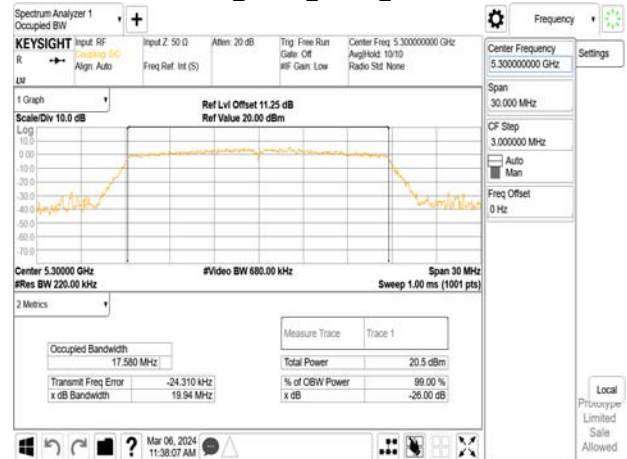 Spectrum Analyzer 1
Occupied BW
Frequency
KEYSIGHT
R
LV
Input: RF
Coupling: DC
Align: Auto
Input Z: 50 Ω
Freq Ref: Int (S)
Atten: 20 dB
Trig: Free Run
Gate: Off
#IF Gain: Low
Center Freq: 5.300000000 GHz
Avg|Hold: 10/10
Radio Std: None
1 Graph
Scale/Div 10.0 dB
Ref Lvl Offset 11.25 dB
Ref Value 20.00 dBm
Log
10.0
0.00
-10.0
-20.0
-30.0
-40.0
-50.0
-60.0
-70.0
Center 5.30000 GHz
#Res BW 220.00 kHz
#Video BW 680.00 kHz
Span 30 MHz
Sweep 1.00 ms (1001 pts)
2 Metrics
Occupied Bandwidth
17.580 MHz
Transmit Freq Error -24.310 kHz
x dB Bandwidth 19.94 MHz
Measure Trace Trace 1
Total Power 20.5 dBm
% of OBW Power 99.00 %
x dB -26.00 dB
Mar 06, 2024
11:38:07 AM
Center Frequency
5.300000000 GHz
Settings
Span
30.000 MHz
CF Step
3.000000 MHz
Auto
Man
Freq Offset
0 Hz
Local
Prototype
Limited
Sale
Allowed